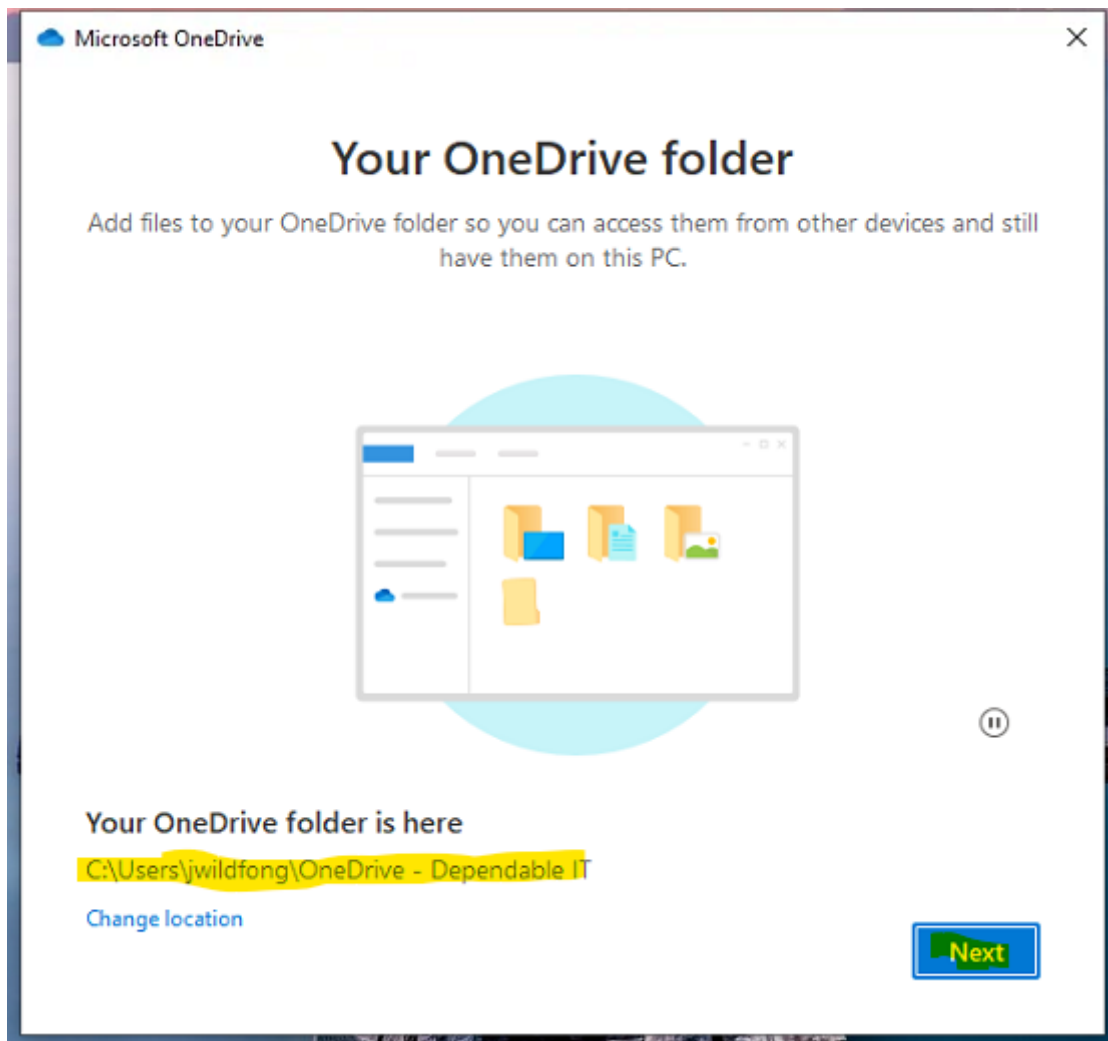 Microsoft OneDrive
Your OneDrive folder
Add files to your OneDrive folder so you can access them from other devices and still
have them on this PC.
Your OneDrive folder is here
C:\Users\jwildfong\OneDrive - Dependable IT
Change location
Next